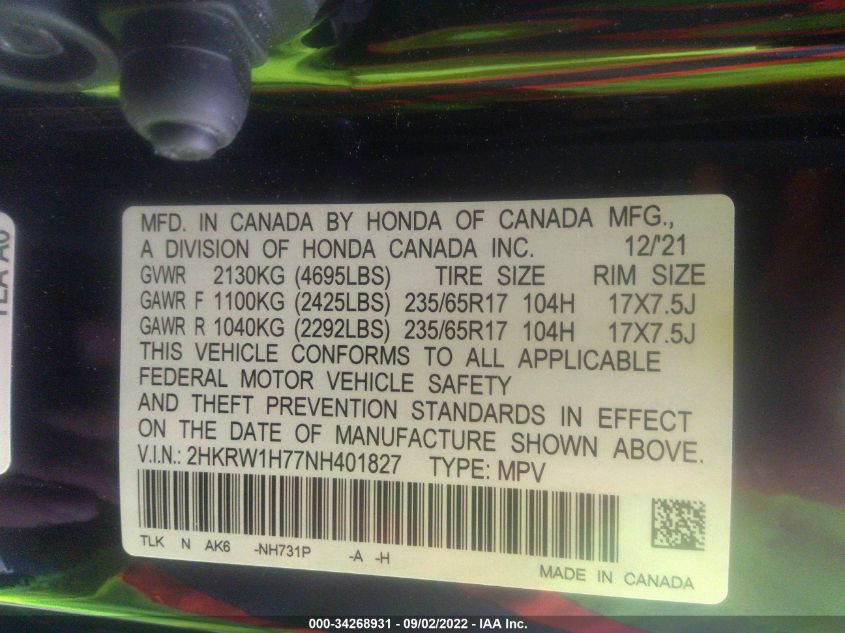 MFD. IN CANADA BY HONDA OF CANADA MFG.,
A DIVISION OF HONDA CANADA INC. 12/'21
GVWR 2130KG (4695LBS) TIRE SIZE RIM SIZE
GAWR F 1100KG (2425LBS) 235/65R17 104H 17X7.5J
GAWR R 1040KG (2292LBS) 235/65R17 104H 17X7.5J
THIS VEHICLE CONFORMS TO ALL APPLICABLE
FEDERAL MOTOR VEHICLE SAFETY
AND THEFT PREVENTION STANDARDS IN EFFECT
ON THE DATE OF MANUFACTURE SHOWN ABOVE.
V.I.N.: 2HKRW1H77NH401827 TYPE: MPV
TLK N AK6 -NH731P -A -H
MADE IN CANADA
000-34268931 - 09/02/2022 - IAA Inc.